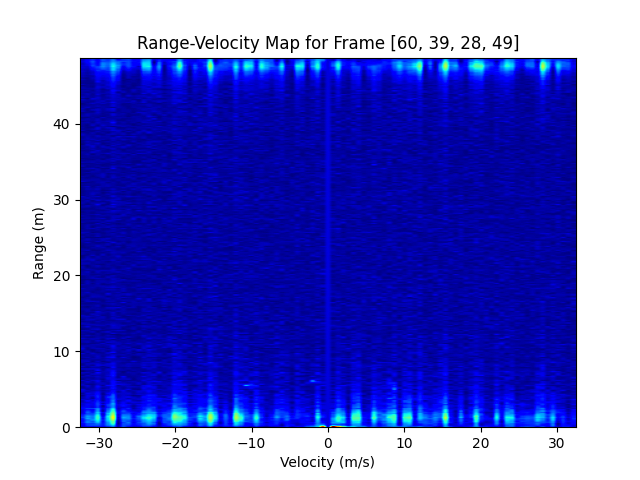 Range-Velocity Map for Frame [60, 39, 28, 49]
Range (m)
40
30
20
10
0
−30 −20 −10 0 10 20 30
Velocity (m/s)